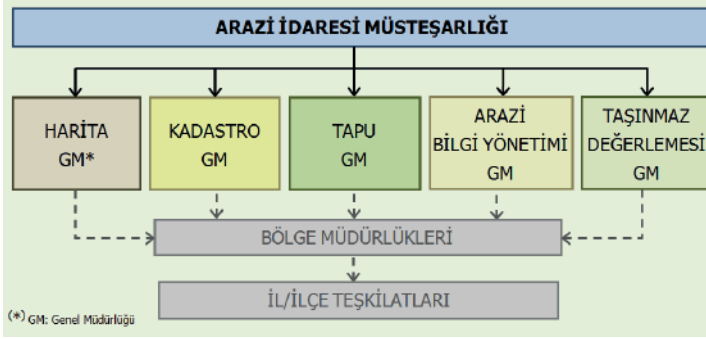 ARAZİ İDARESİ MÜSTEŞARLIĞI
HARİTA
GM*
KADASTRO
GM
TAPU
GM
ARAZİ
BİLGİ YÖNETİMİ
GM
TAŞINMAZ
DEĞERLEMESİ
GM
BÖLGE MÜDÜRLÜKLERİ
İL/İLÇE TEŞKİLATLARI
(*) GM: Genel Müdürlüğü